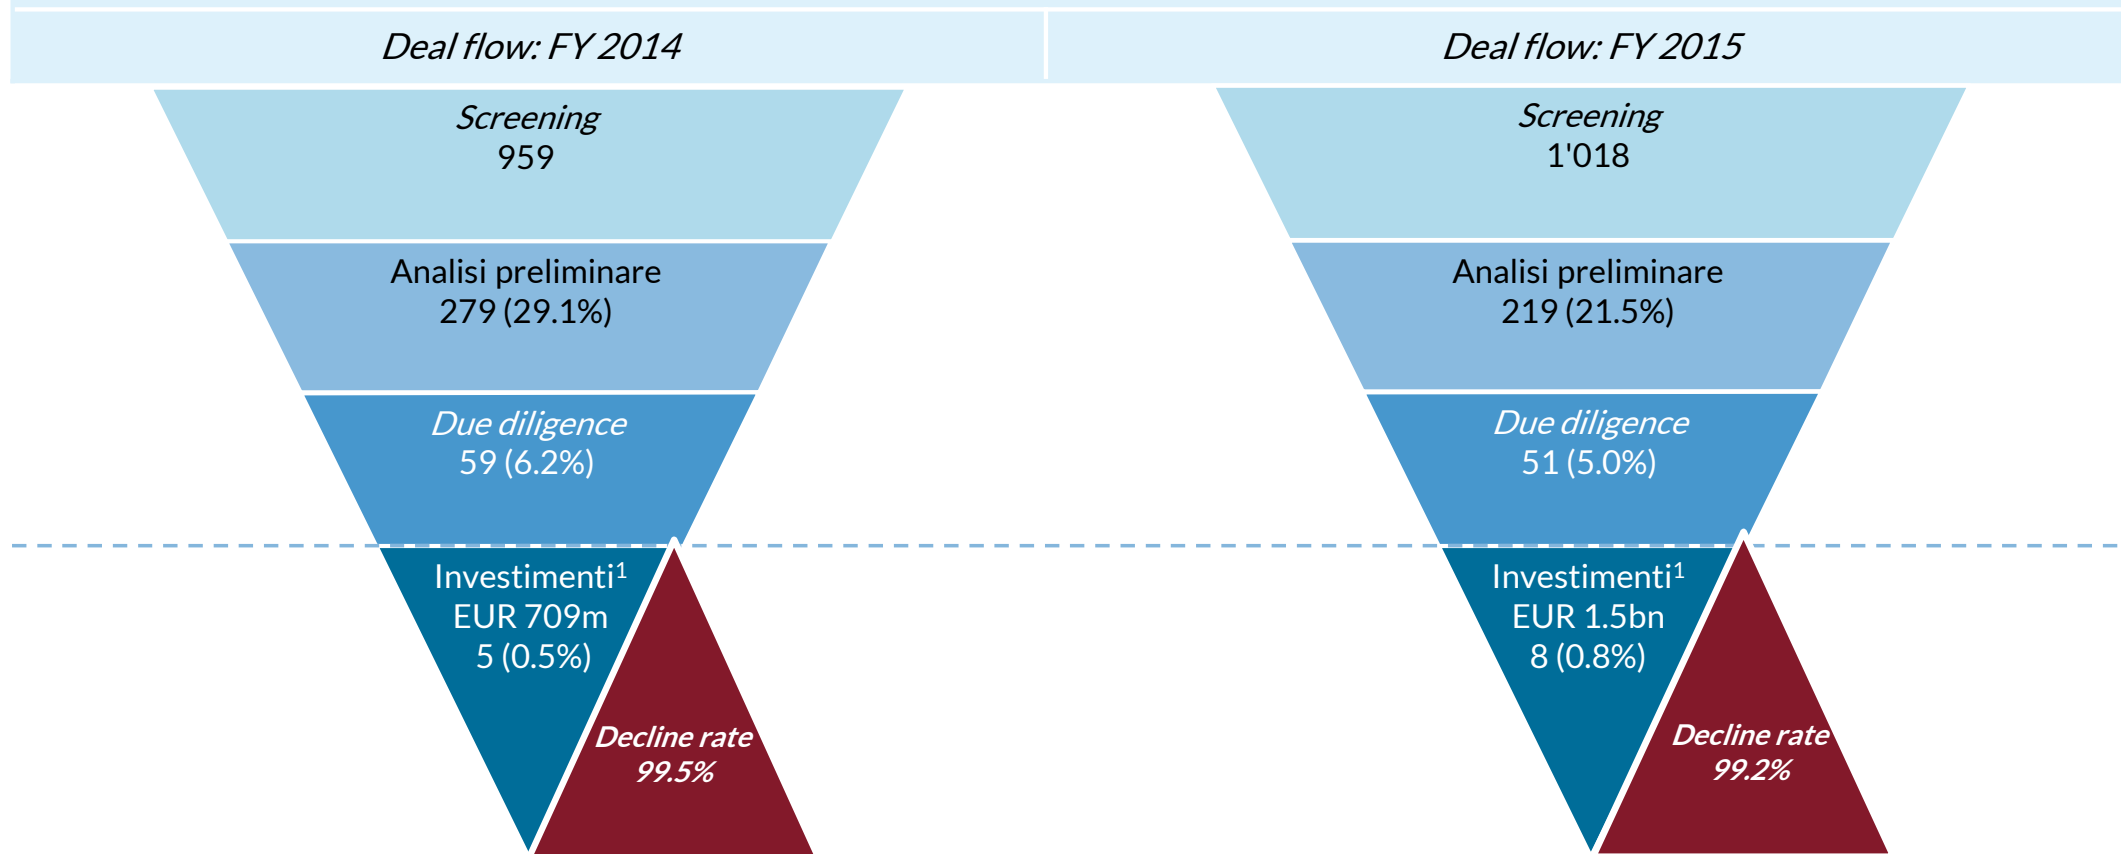 Deal flow: FY 2014
Screening
959
Analisi preliminare
279 (29.1%)
Due diligence
59 (6.2%)
Investimenti¹
EUR 709m
5 (0.5%)
Decline rate
99.5%
Deal flow: FY 2015
Screening
1'018
Analisi preliminare
219 (21.5%)
Due diligence
51 (5.0%)
Investimenti¹
EUR 1.5bn
8 (0.8%)
Decline rate
99.2%